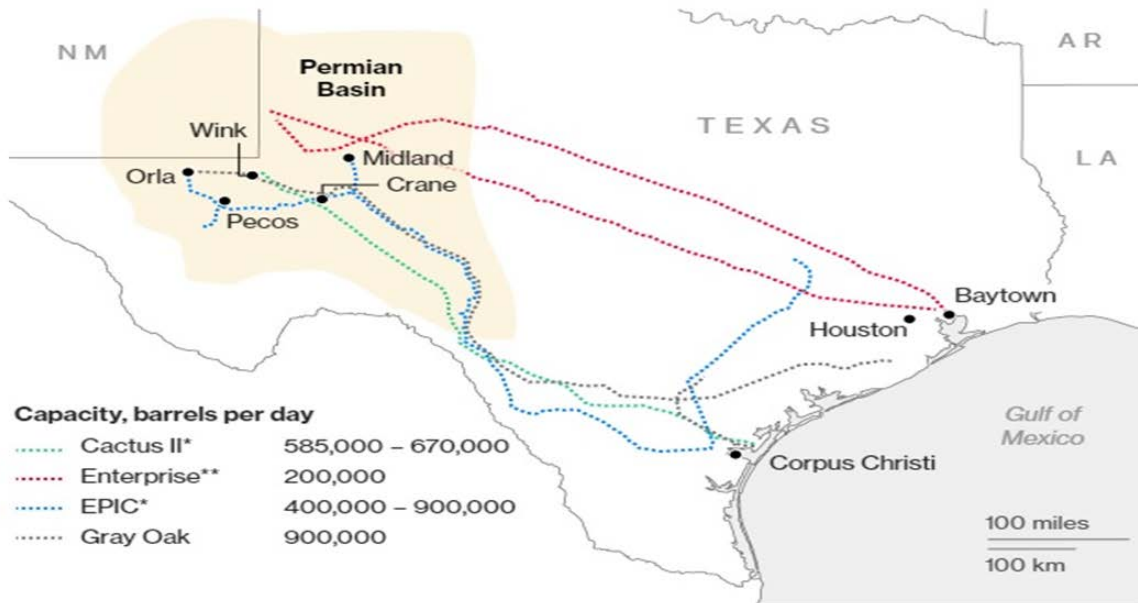 NM
Permian
Basin
AR
Wink
TEXAS
Midland
LA
Orla
Crane
Pecos
Baytown
Houston
Capacity, barrels per day
Cactus II* 585,000 – 670,000
Enterprise** 200,000
EPIC* 400,000 – 900,000
Gray Oak 900,000
Gulf of
Mexico
Corpus Christi
100 miles
100 km